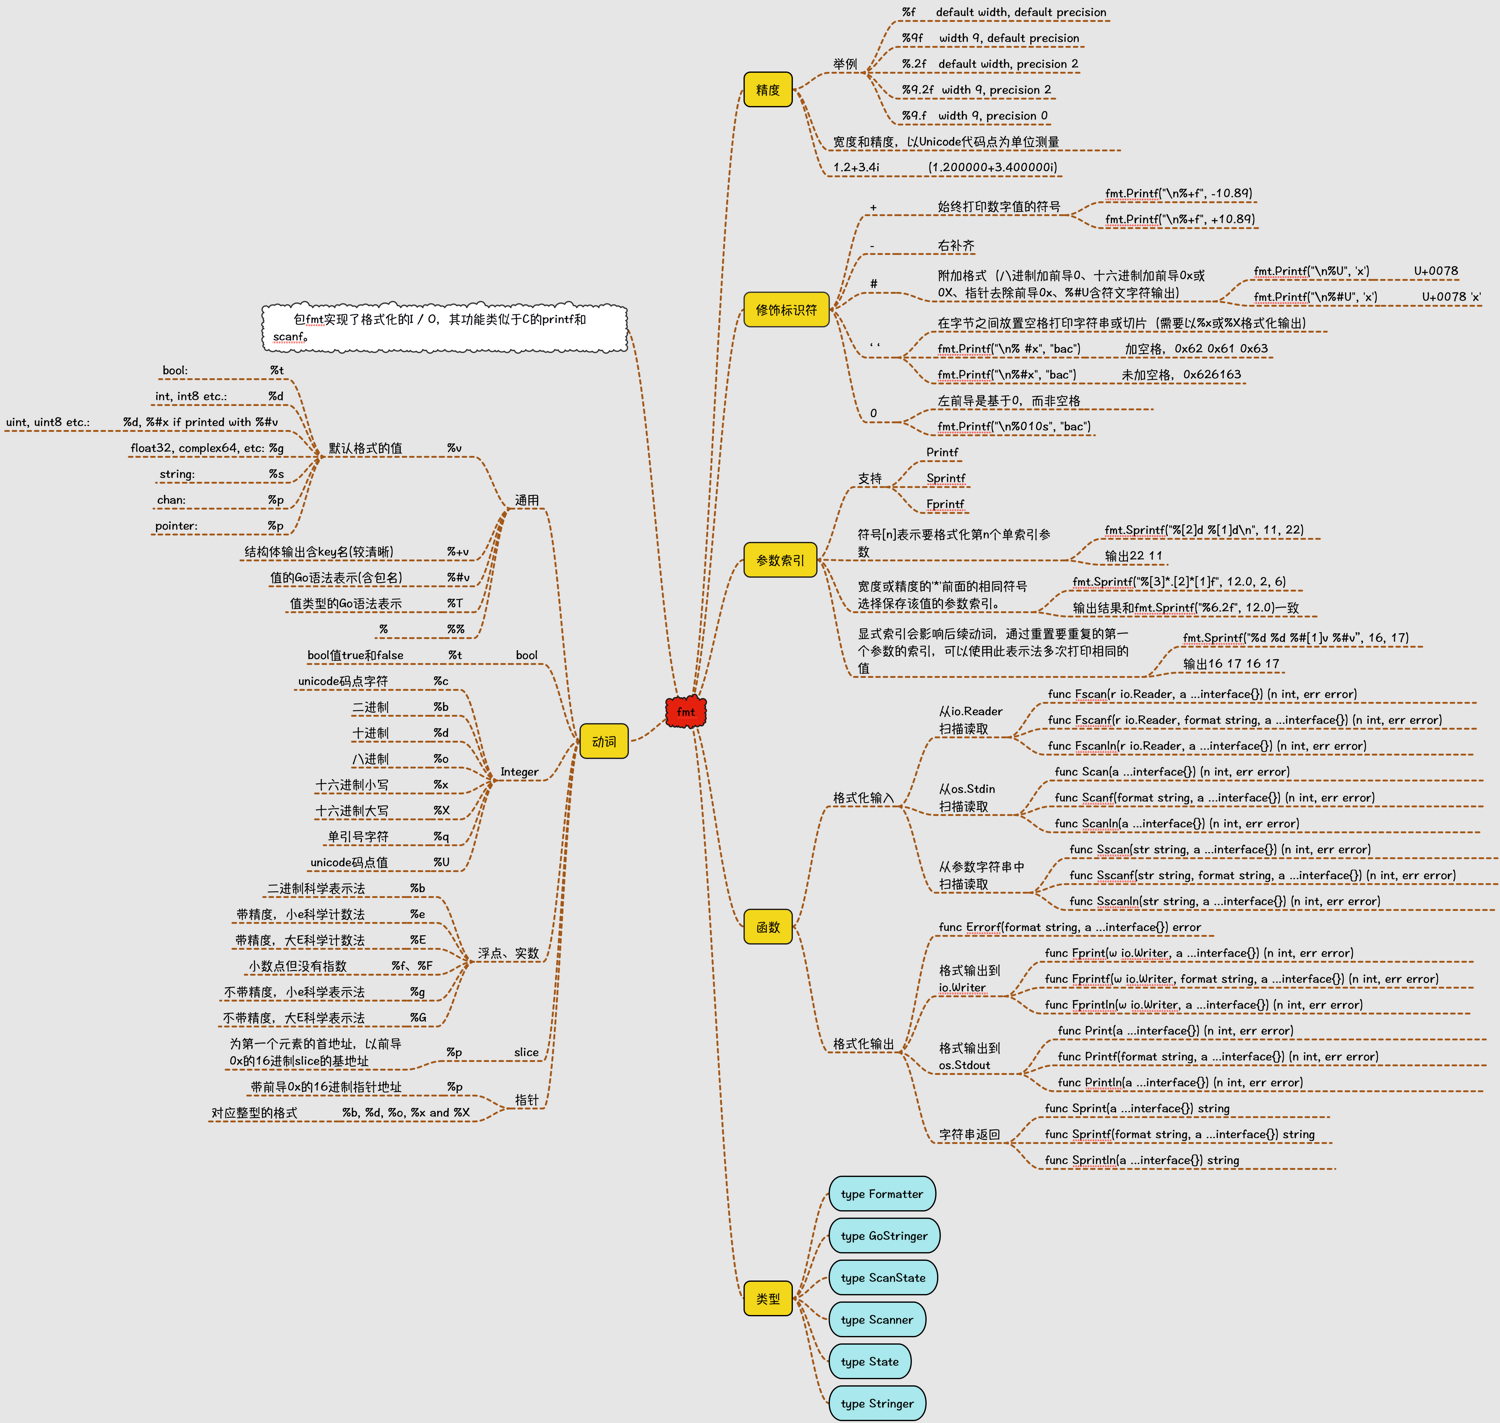 fmt
包fmt实现了格式化的I / O，其功能类似于C的printf和
scanf。
动词
通用
%v
默认格式的值
bool: %t
int, int8 etc.: %d
uint, uint8 etc.: %d, %#x if printed with %#v
float32, complex64, etc: %g
string: %s
chan: %p
pointer: %p
结构体输出含key名(较清晰) %+v
值的Go语法表示(含包名) %#v
值类型的Go语法表示 %T
% %%
bool值true和false %t bool
Integer
unicode码点字符 %c
二进制 %b
十进制 %d
八进制 %o
十六进制小写 %x
十六进制大写 %X
单引号字符 %q
unicode码点值 %U
浮点、实数
二进制科学表示法 %b
带精度，小e科学计数法 %e
带精度，大E科学计数法 %E
小数点但没有指数 %f、%F
不带精度，小e科学表示法 %g
不带精度，大E科学表示法 %G
slice
%p
为第一个元素的首地址，以前导
0x的16进制slice的基地址
指针
带前导0x的16进制指针地址 %p
对应整型的格式 %b, %d, %o, %x and %X
精度
举例
%f default width, default precision
%9f width 9, default precision
%.2f default width, precision 2
%9.2f width 9, precision 2
%9.f width 9, precision 0
宽度和精度，以Unicode代码点为单位测量
1.2+3.4i (1.200000+3.400000i)
修饰标识符
+ 始终打印数字值的符号
fmt.Printf("\n%+f", -10.89)
fmt.Printf("\n%+f", +10.89)
- 右补齐
#
附加格式（八进制加前导0、十六进制加前导0x或
0X、指针去除前导0x、%#U含符文字符输出)
fmt.Printf("\n%U", 'x') U+0078
fmt.Printf("\n%#U", 'x') U+0078 'x'
' '
在字节之间放置空格打印字符串或切片（需要以%x或%X格式化输出)
fmt.Printf("\n% #x", "bac") 加空格，0x62 0x61 0x63
fmt.Printf("\n%#x", "bac") 未加空格，0x626163
0
左前导是基于0，而非空格
fmt.Printf("\n%010s", "bac")
参数索引
支持
Printf
Sprintf
Fprintf
符号[n]表示要格式化第n个单索引参
数
fmt.Sprintf("%[2]d %[1]d\n", 11, 22)
输出22 11
宽度或精度的'*'前面的相同符号
选择保存该值的参数索引。
fmt.Sprintf("%[3]*.[2]*[1]f", 12.0, 2, 6)
输出结果和fmt.Sprintf("%6.2f", 12.0)一致
显式索引会影响后续动词，通过重置要重复的第一
个参数的索引，可以使用此表示法多次打印相同的
值
fmt.Sprintf("%d %d %#[1]v %#v", 16, 17)
输出16 17 16 17
函数
格式化输入
从io.Reader
扫描读取
func Fscan(r io.Reader, a ...interface{}) (n int, err error)
func Fscanf(r io.Reader, format string, a ...interface{}) (n int, err error)
func Fscanln(r io.Reader, a ...interface{}) (n int, err error)
从os.Stdin
扫描读取
func Scan(a ...interface{}) (n int, err error)
func Scanf(format string, a ...interface{}) (n int, err error)
func Scanln(a ...interface{}) (n int, err error)
从参数字符串中
扫描读取
func Sscan(str string, a ...interface{}) (n int, err error)
func Sscanf(str string, format string, a ...interface{}) (n int, err error)
func Sscanln(str string, a ...interface{}) (n int, err error)
格式化输出
func Errorf(format string, a ...interface{}) error
格式输出到
io.Writer
func Fprint(w io.Writer, a ...interface{}) (n int, err error)
func Fprintf(w io.Writer, format string, a ...interface{}) (n int, err error)
func Fprintln(w io.Writer, a ...interface{}) (n int, err error)
格式输出到
os.Stdout
func Print(a ...interface{}) (n int, err error)
func Printf(format string, a ...interface{}) (n int, err error)
func Println(a ...interface{}) (n int, err error)
字符串返回
func Sprint(a ...interface{}) string
func Sprintf(format string, a ...interface{}) string
func Sprintln(a ...interface{}) string
类型
type Formatter
type GoStringer
type ScanState
type Scanner
type State
type Stringer